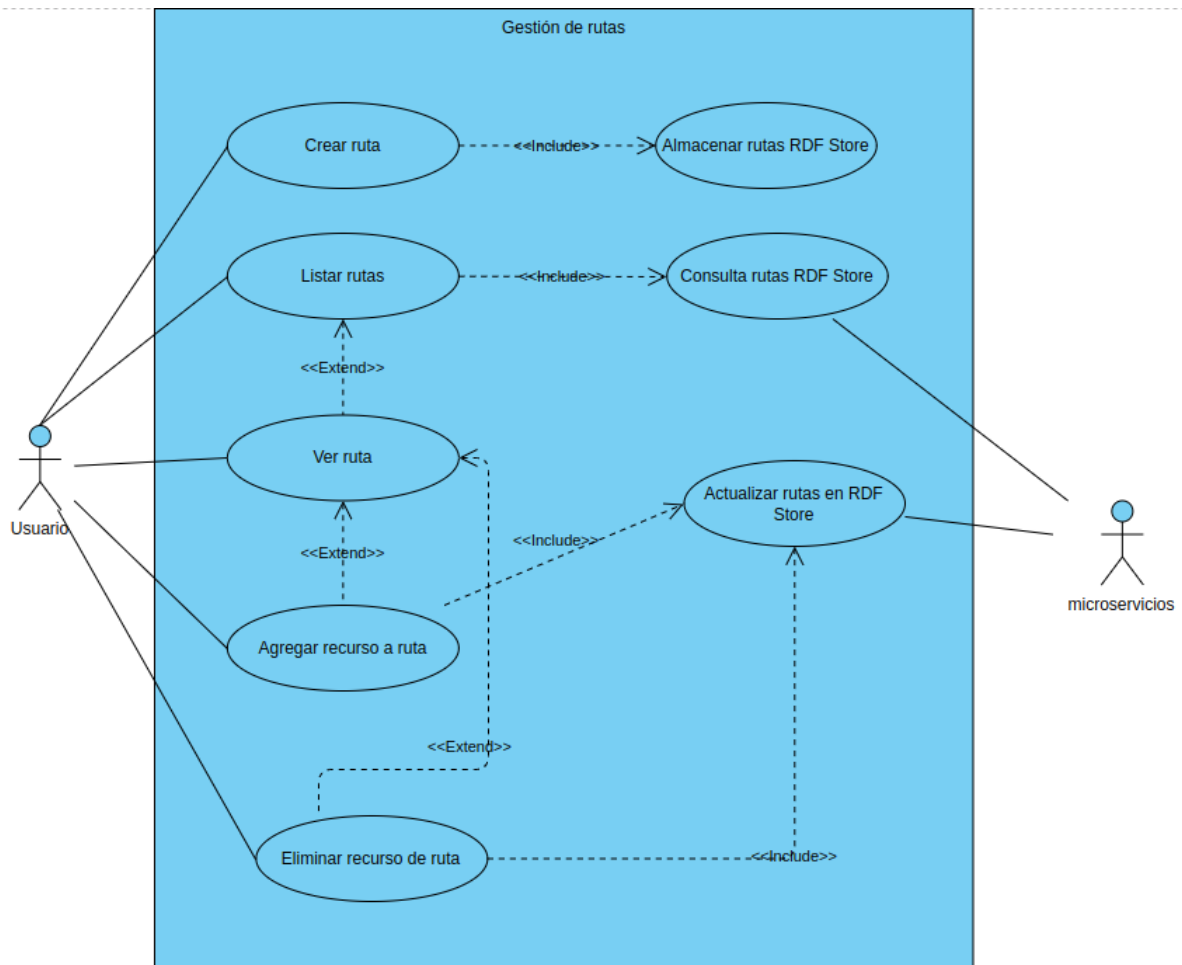 Gestión de rutas
Crear ruta
<<Include>>
Almacenar rutas RDF Store
Listar rutas
<<Include>>
Consulta rutas RDF Store
<<Extend>>
Ver ruta
Actualizar rutas en RDF
Store
Usuario
<<Include>>
<<Extend>>
microservicios
Agregar recurso a ruta
<<Extend>>
Eliminar recurso de ruta
<<Include>>